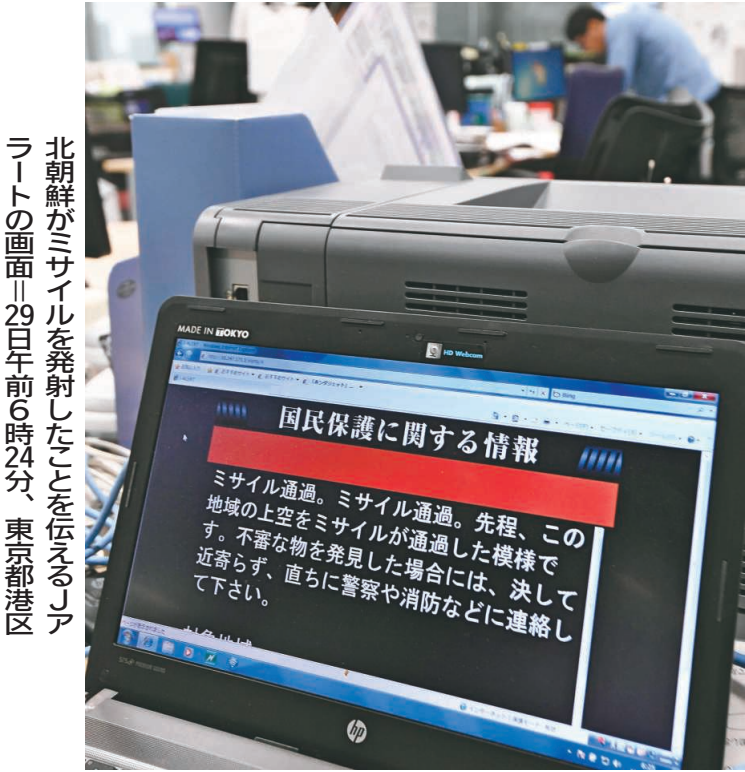 北朝鮮がミサイルを発射したことを伝えるJア
ラートの画面＝29日午前6時24分、東京都港区
MADE IN TOKYO
HD Webcam
Bing
国民保護に関する情報
ミサイル通過。ミサイル通過。先程、この
地域の上空をミサイルが通過した模様で
す。不審な物を発見した場合には、決して
近寄らず、直ちに警察や消防などに連絡し
て下さい。
hp